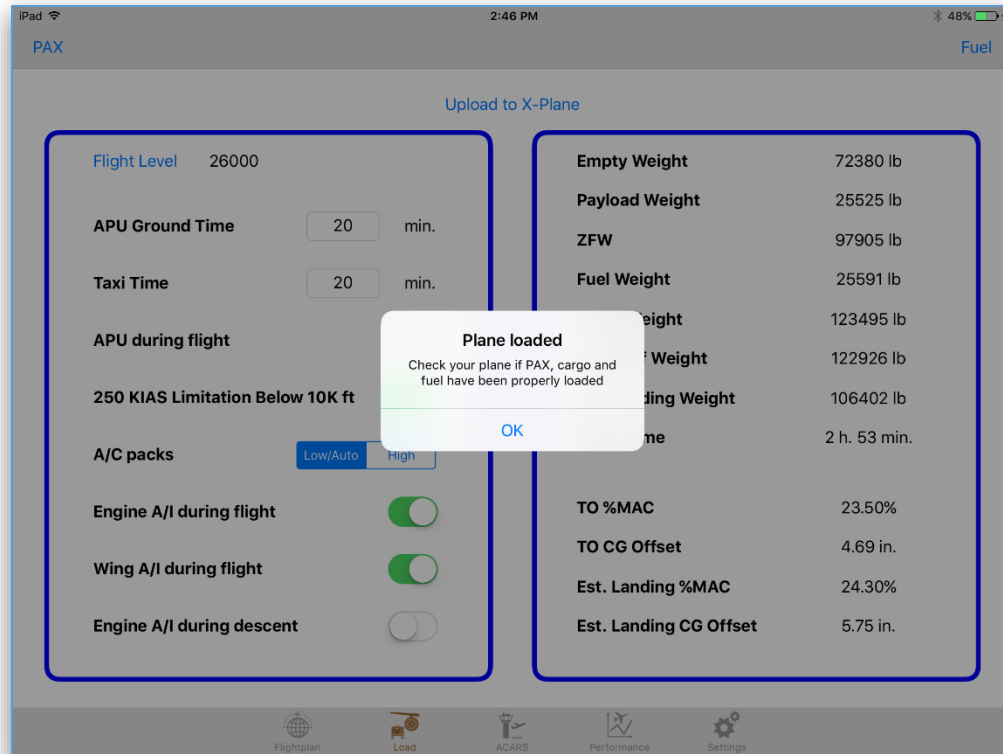 iPad 2:46 PM 48%
PAX Fuel
Upload to X-Plane
Flight Level 26000
APU Ground Time 20 min.
Taxi Time 20 min.
APU during flight
250 KIAS Limitation Below 10K ft
A/C packs Low/Auto High
Engine A/I during flight
Wing A/I during flight
Engine A/I during descent
Plane loaded
Check your plane if PAX, cargo and
fuel have been properly loaded
OK
Empty Weight 72380 lb
Payload Weight 25525 lb
ZFW 97905 lb
Fuel Weight 25591 lb
eight 123495 lb
Weight 122926 lb
ding Weight 106402 lb
me 2 h. 53 min.
TO %MAC 23.50%
TO CG Offset 4.69 in.
Est. Landing %MAC 24.30%
Est. Landing CG Offset 5.75 in.
Flightplan Load ACARS Performance Settings